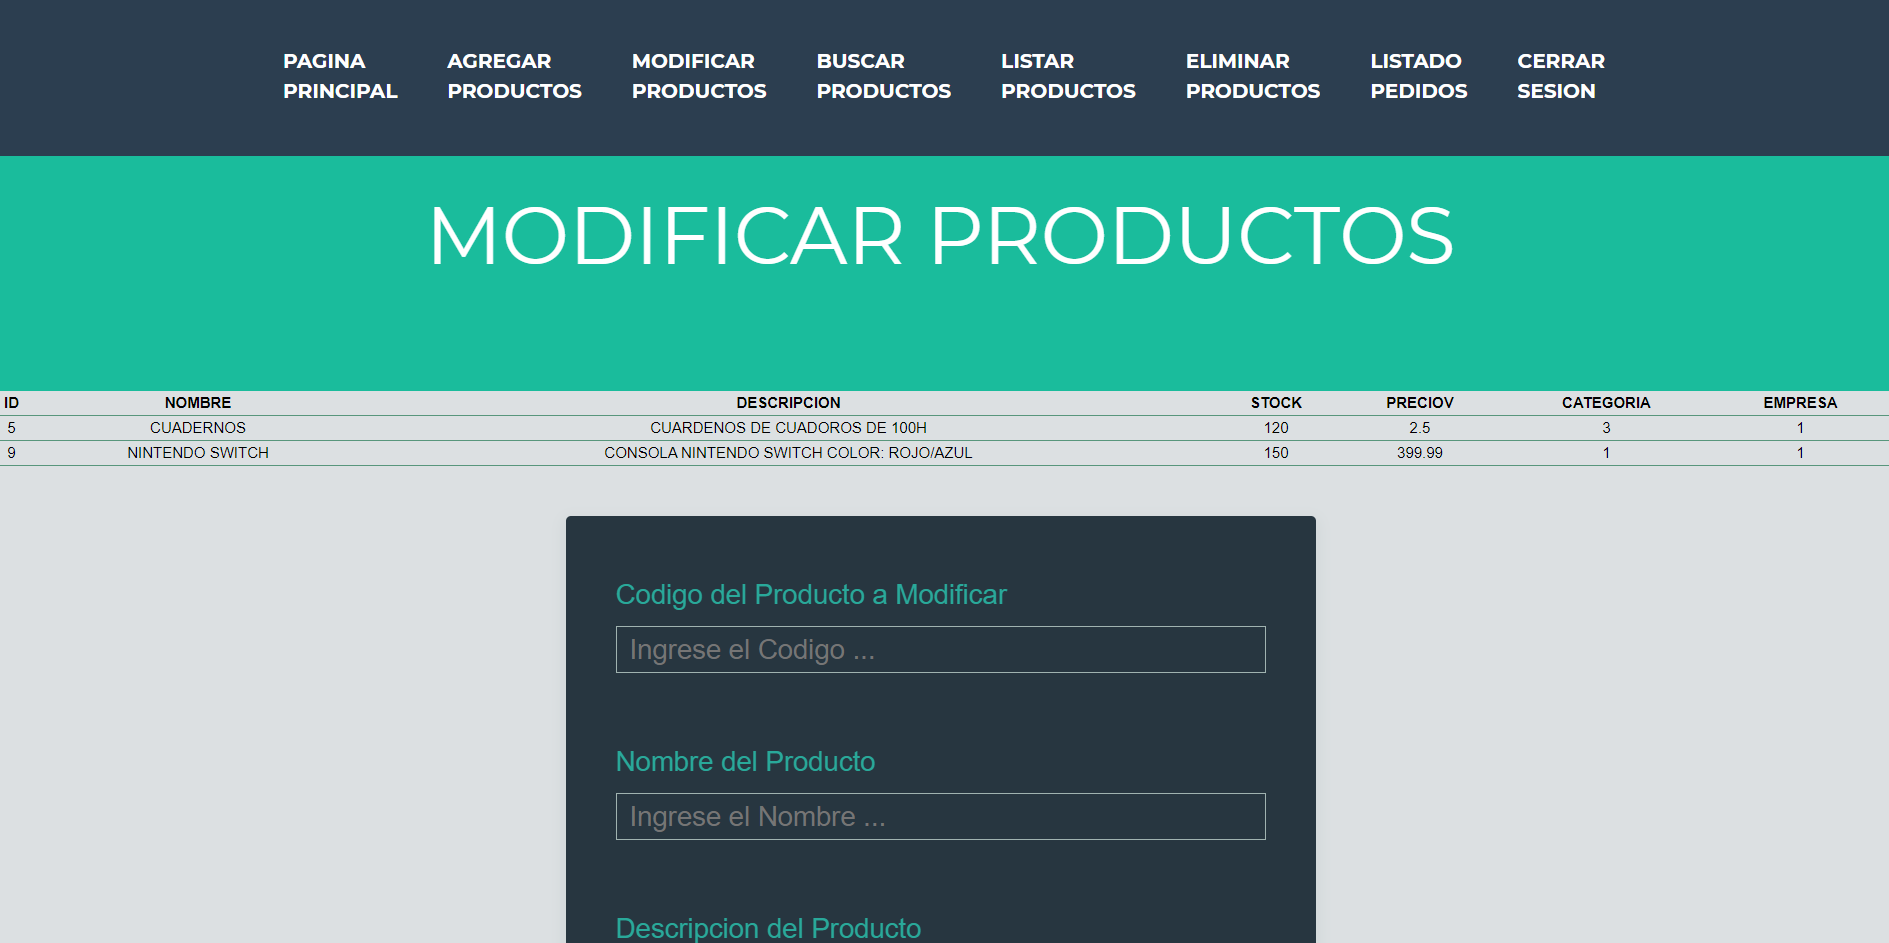 PAGINA PRINCIPAL
AGREGAR PRODUCTOS
MODIFICAR PRODUCTOS
BUSCAR PRODUCTOS
LISTAR PRODUCTOS
ELIMINAR PRODUCTOS
LISTADO PEDIDOS
CERRAR SESION
MODIFICAR PRODUCTOS
ID NOMBRE DESCRIPCION STOCK PRECIOV CATEGORIA EMPRESA
5 CUADERNOS CUARDENOS DE CUADOROS DE 100H 120 2.5 3 1
9 NINTENDO SWITCH CONSOLA NINTENDO SWITCH COLOR: ROJO/AZUL 150 399.99 1 1
Codigo del Producto a Modificar
Ingrese el Codigo ...
Nombre del Producto
Ingrese el Nombre ...
Descripcion del Producto